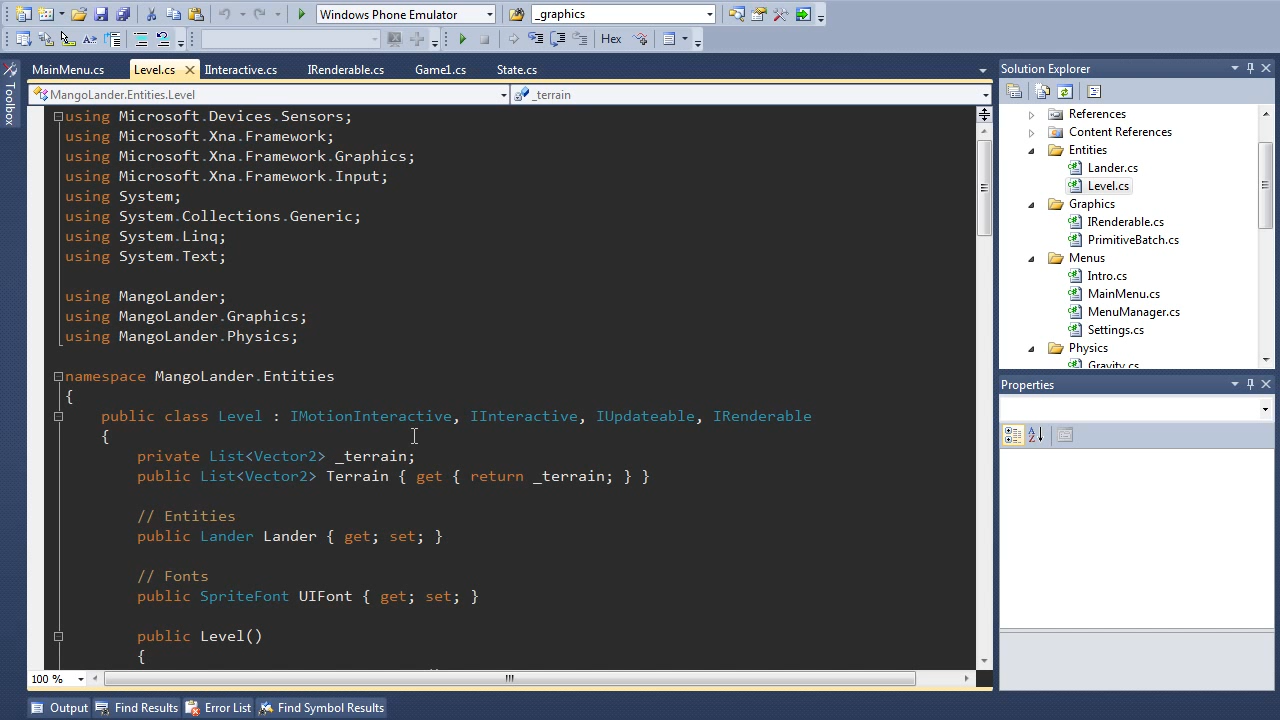 Windows Phone Emulator
_graphics
Hex
MainMenu.cs
Level.cs
IInteractive.cs
IRenderable.cs
Game1.cs
State.cs
Toolbox
MangoLander.Entities.Level
_terrain
using Microsoft.Devices.Sensors;
using Microsoft.Xna.Framework;
using Microsoft.Xna.Framework.Graphics;
using Microsoft.Xna.Framework.Input;
using System;
using System.Collections.Generic;
using System.Linq;
using System.Text;
using MangoLander;
using MangoLander.Graphics;
using MangoLander.Physics;
namespace MangoLander.Entities
{
public class Level : IMotionInteractive, IInteractive, IUpdateable, IRenderable
{
private List<Vector2> _terrain;
public List<Vector2> Terrain { get { return _terrain; } }
// Entities
public Lander Lander { get; set; }
// Fonts
public SpriteFont UIFont { get; set; }
public Level()
{
100 %
Solution Explorer
References
Content References
Entities
Lander.cs
Level.cs
Graphics
IRenderable.cs
PrimitiveBatch.cs
Menus
Intro.cs
MainMenu.cs
MenuManager.cs
Settings.cs
Physics
Gravity.cs
Properties
Output
Find Results
Error List
Find Symbol Results